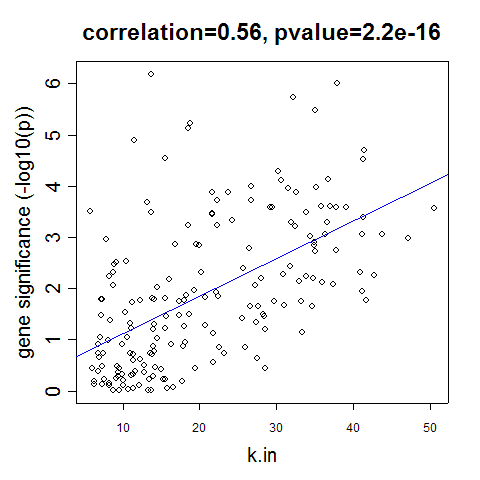 correlation=0.56, pvalue=2.2e-16
gene significance (-log10(p))
6
5
4
3
2
1
0
10 20 30 40 50
k.in